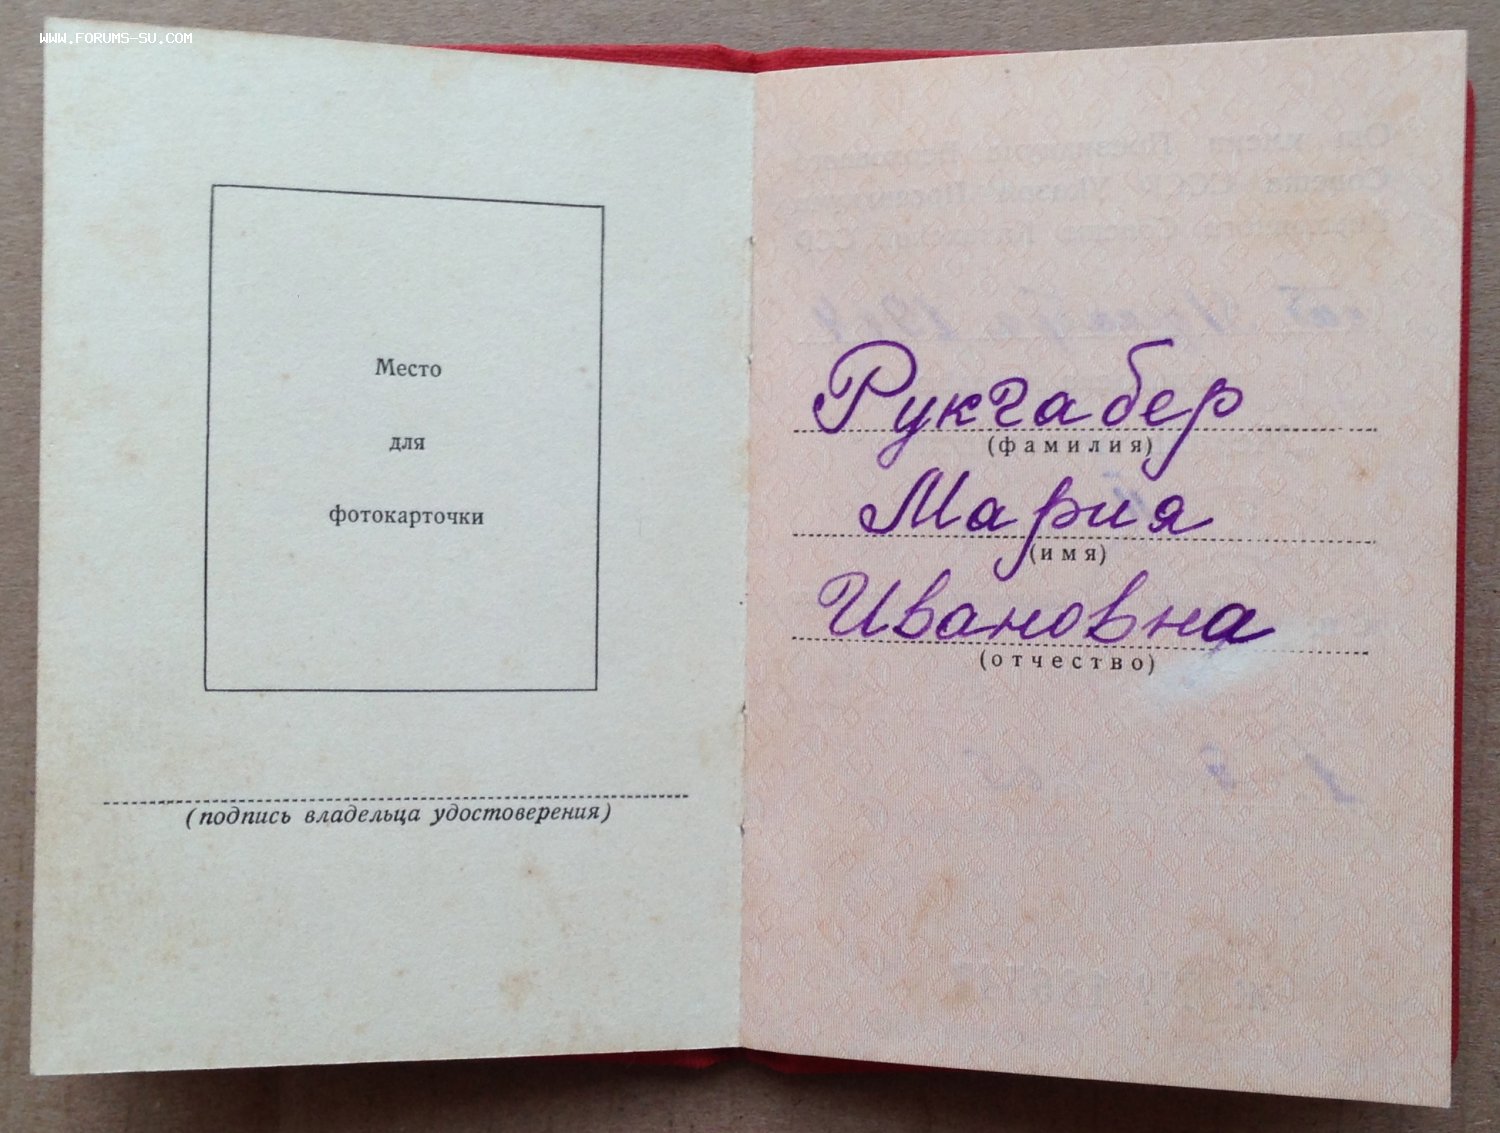 www.forums-su.com
Место
для
фотокарточки
(подпись владельца удостоверения)
Рукгабер
(фамилия)
Мария
(имя)
Ивановна
(отчество)